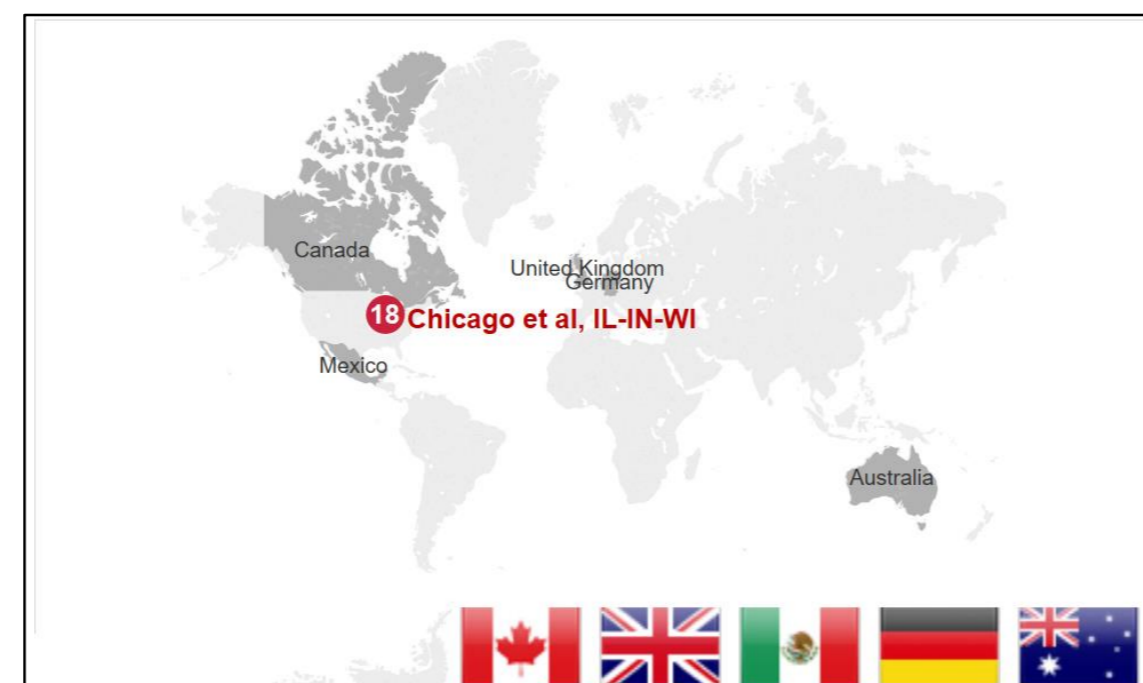 Canada
United Kingdom
Germany
18 Chicago et al, IL-IN-WI
Mexico
Australia